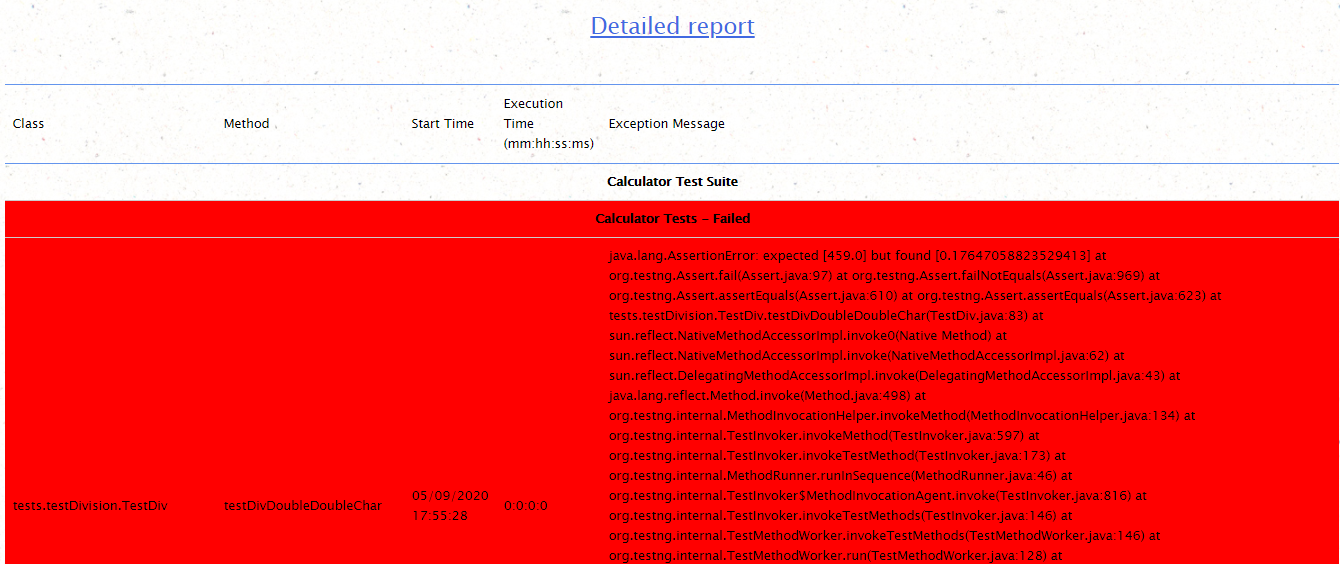 Detailed report
Class Method Start Time Execution Time (mm:hh:ss:ms) Exception Message
Calculator Test Suite
Calculator Tests - Failed
tests.testDivision.TestDiv testDivDoubleDoubleChar 05/09/2020 17:55:28 0:0:0:0
java.lang.AssertionError: expected [459.0] but found [0.17647058823529413] at
org.testng.Assert.fail(Assert.java:97) at org.testng.Assert.failNotEquals(Assert.java:969) at
org.testng.Assert.assertEquals(Assert.java:610) at org.testng.Assert.assertEquals(Assert.java:623) at
tests.testDivision.TestDiv.testDivDoubleDoubleChar(TestDiv.java:83) at
sun.reflect.NativeMethodAccessorImpl.invoke0(Native Method) at
sun.reflect.NativeMethodAccessorImpl.invoke(NativeMethodAccessorImpl.java:62) at
sun.reflect.DelegatingMethodAccessorImpl.invoke(DelegatingMethodAccessorImpl.java:43) at
java.lang.reflect.Method.invoke(Method.java:498) at
org.testng.internal.MethodInvocationHelper.invokeMethod(MethodInvocationHelper.java:134) at
org.testng.internal.TestInvoker.invokeMethod(TestInvoker.java:597) at
org.testng.internal.TestInvoker.invokeTestMethod(TestInvoker.java:173) at
org.testng.internal.MethodRunner.runInSequence(MethodRunner.java:46) at
org.testng.internal.TestInvoker$MethodInvocationAgent.invoke(TestInvoker.java:816) at
org.testng.internal.TestInvoker.invokeTestMethods(TestInvoker.java:146) at
org.testng.internal.TestMethodWorker.invokeTestMethods(TestMethodWorker.java:146) at
org.testng.internal.TestMethodWorker.run(TestMethodWorker.java:128) at